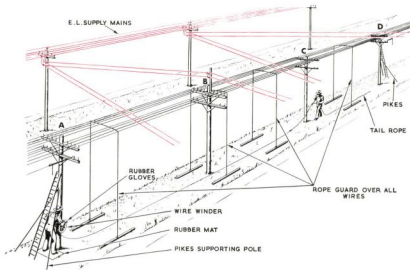 E.L. SUPPLY MAINS
D
C
B
A
PIKES
TAIL ROPE
RUBBER
GLOVES
ROPE GUARD OVER ALL
WIRES
WIRE WINDER
RUBBER MAT
PIKES SUPPORTING POLE